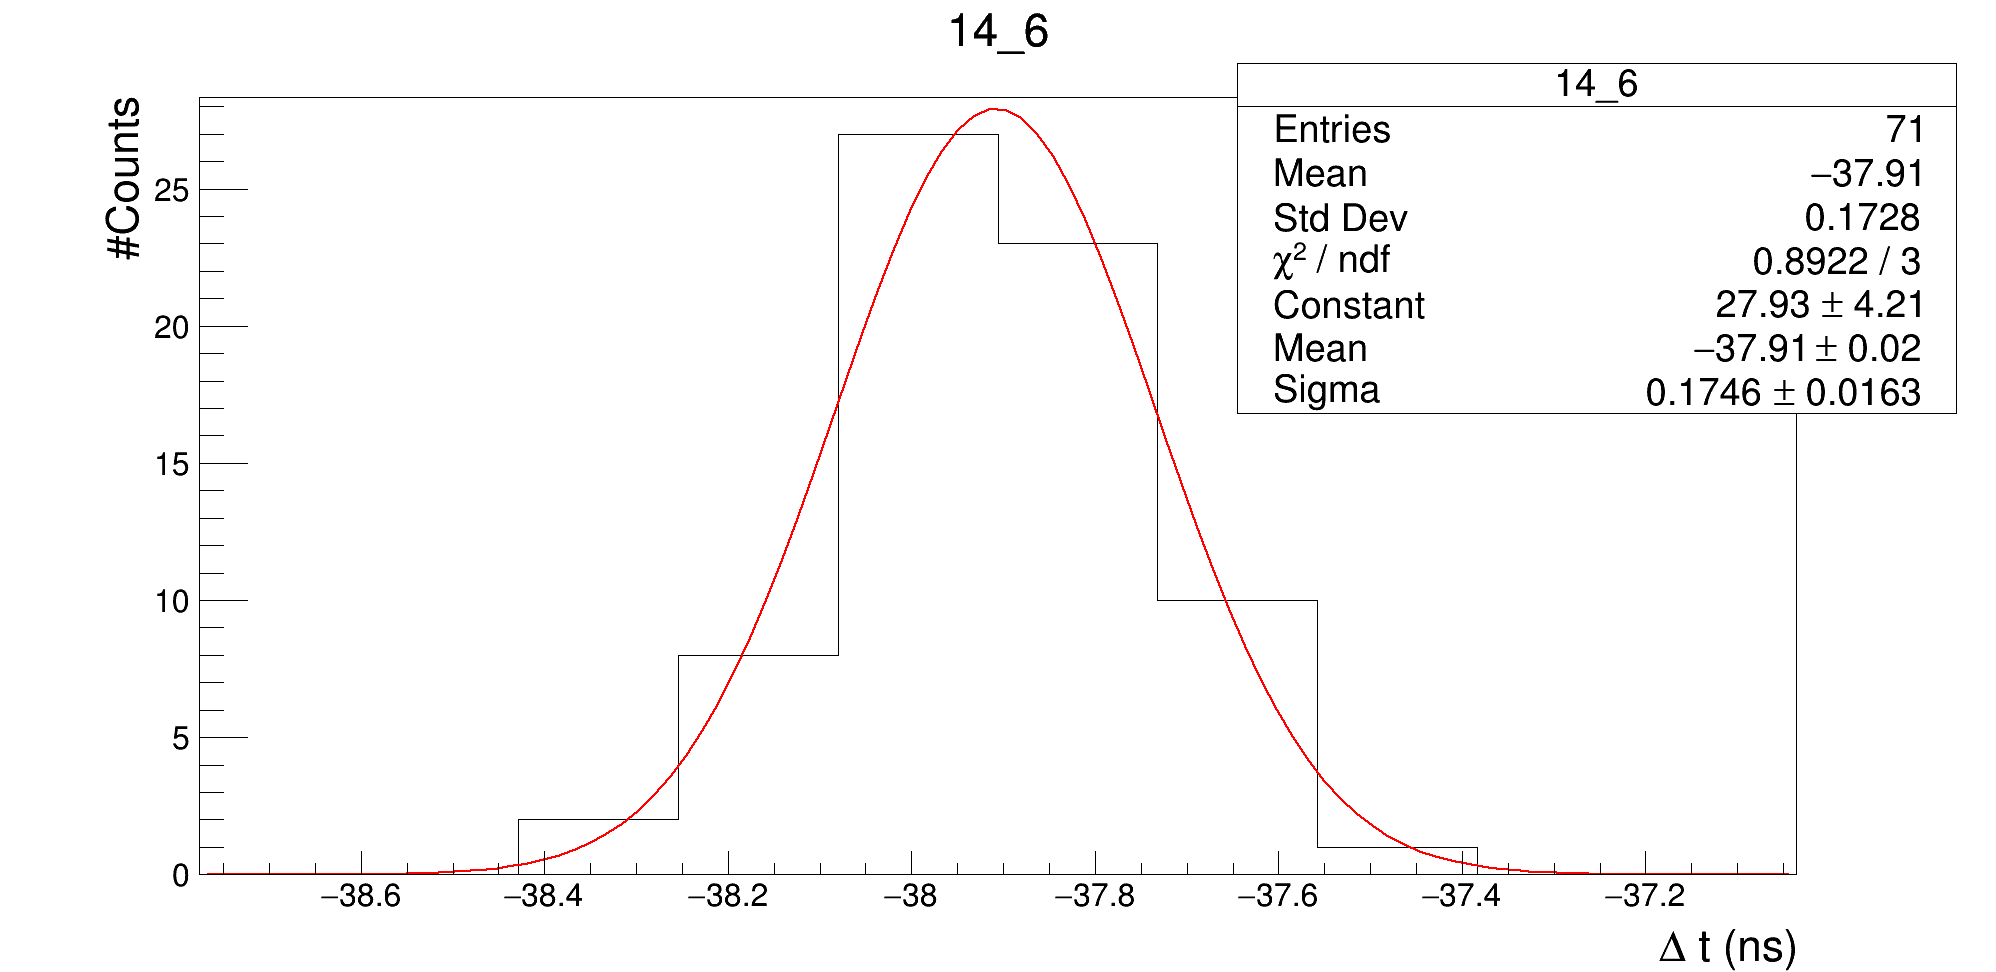 14_6
14_6
Entries 71
Mean −37.91
Std Dev 0.1728
χ² / ndf 0.8922 / 3
Constant 27.93 ± 4.21
Mean −37.91 ± 0.02
Sigma 0.1746 ± 0.0163
#Counts
25
20
15
10
5
0
−38.6 −38.4 −38.2 −38 −37.8 −37.6 −37.4 −37.2
Δ t (ns)